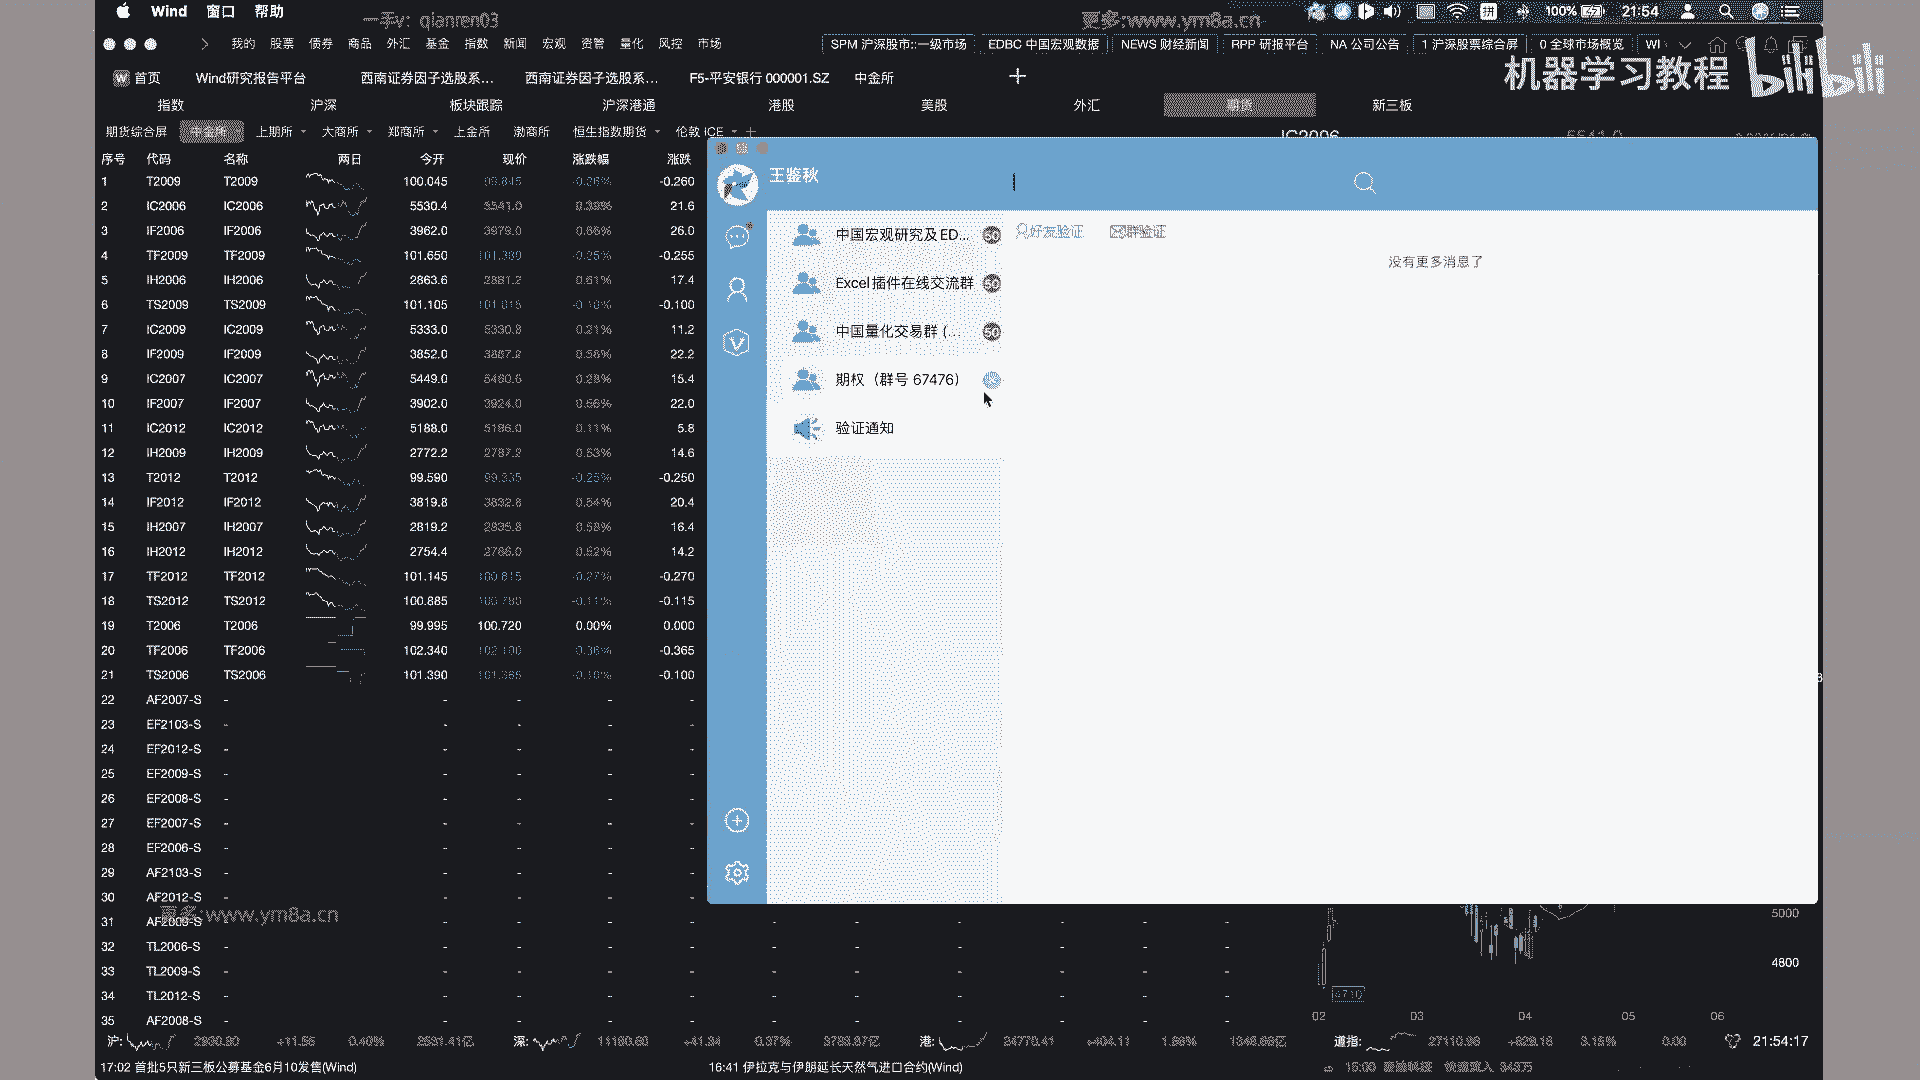 Wind 窗口 帮助 一手v: qianren03 更多:www.ym8a.cn 100% 21:54
我的 股票 债券 商品 外汇 基金 指数 新闻 宏观 资管 量化 风控 市场 SPM 沪深股市::一级市场 EDBC 中国宏观数据 NEWS 财经新闻 RPP 研报平台 NA 公司公告 1 沪深股票综合屏 0 全球市场概览 WI
机器学习教程 bilibili
W 首页 Wind研究报告平台 西南证券因子选股系... 西南证券因子选股系... F5-平安银行 000001.SZ 中金所
指数 沪深 板块跟踪 沪深港通 港股 美股 外汇 期货 新三板
期货综合屏 中金所 上期所 大商所 郑商所 上金所 渤商所 恒生指数期货 伦敦 ICE
IC2006 5541.0
序号 代码 名称 两日 今开 现价 涨跌幅 涨跌
1 T2009 T2009 100.045 99.845 -0.26% -0.260
2 IC2006 IC2006 5530.4 5541.0 0.39% 21.6
3 IF2006 IF2006 3962.0 3979.0 0.66% 26.0
4 TF2009 TF2009 101.650 101.380 -0.25% -0.255
5 IH2006 IH2006 2863.6 2881.2 0.61% 17.4
6 TS2009 TS2009 101.105 101.015 -0.10% -0.100
7 IC2009 IC2009 5333.0 5330.8 0.21% 11.2
8 IF2009 IF2009 3852.0 3867.2 0.58% 22.2
9 IC2007 IC2007 5449.0 5460.6 0.28% 15.4
10 IF2007 IF2007 3902.0 3924.0 0.56% 22.0
11 IC2012 IC2012 5188.0 5186.0 0.11% 5.8
12 IH2009 IH2009 2772.2 2787.2 0.53% 14.6
13 T2012 T2012 99.590 99.335 -0.25% -0.250
14 IF2012 IF2012 3819.8 3832.8 0.54% 20.4
15 IH2007 IH2007 2819.2 2835.8 0.58% 16.4
16 IH2012 IH2012 2754.4 2766.0 0.52% 14.2
17 TF2012 TF2012 101.145 100.815 -0.27% -0.270
18 TS2012 TS2012 100.885 100.780 -0.11% -0.115
19 T2006 T2006 99.995 100.720 0.00% 0.000
20 TF2006 TF2006 102.340 102.100 -0.36% -0.365
21 TS2006 TS2006 101.390 101.385 -0.10% -0.100
22 AF2007-S - - - - -
23 EF2103-S - - - - -
24 EF2012-S - - - - -
25 EF2009-S - - - - -
26 EF2008-S - - - - -
27 EF2007-S - - - - -
28 EF2006-S - - - - -
29 AF2103-S - - - - -
30 AF2012-S - - - - -
31 AF2009-S - - - - -
32 TL2006-S - - - - -
33 TL2009-S - - - - -
34 TL2012-S - - - - -
35 AF2008-S - - - - -
更多:www.ym8a.cn
王鉴秋
中国宏观研究及ED... 50
Excel插件在线交流群 50
中国量化交易群 (... 50
期权（群号 67476）
验证通知
好友验证 群验证
没有更多消息了
5000
4800
02 03 04 05 06
沪: 2930.80 +11.55 0.40% 2531.41亿 深: 11180.60 +41.34 0.37% 3783.87亿 港: 24770.41 +404.11 1.66% 道指: 27110.98 +829.16 3.15% 0.00 21:54:17
17:02 首批5只新三板公募基金6月10发售(Wind) 16:41 伊拉克与伊朗延长天然气进口合约(Wind)